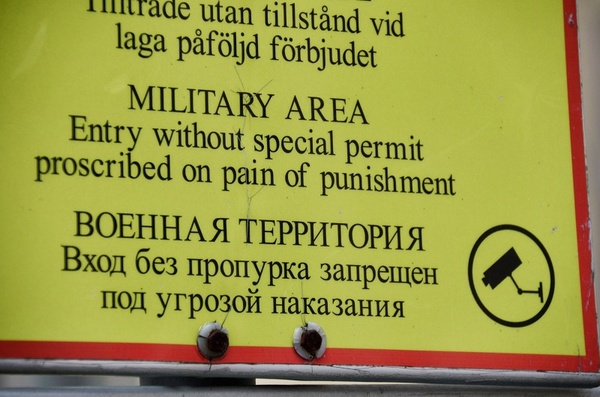 Tillträde utan tillstånd vid
laga påföljd förbjudet
MILITARY AREA
Entry without special permit
proscribed on pain of punishment
ВОЕННАЯ ТЕРРИТОРИЯ
Вход без пропурка запрещен
под угрозой наказания